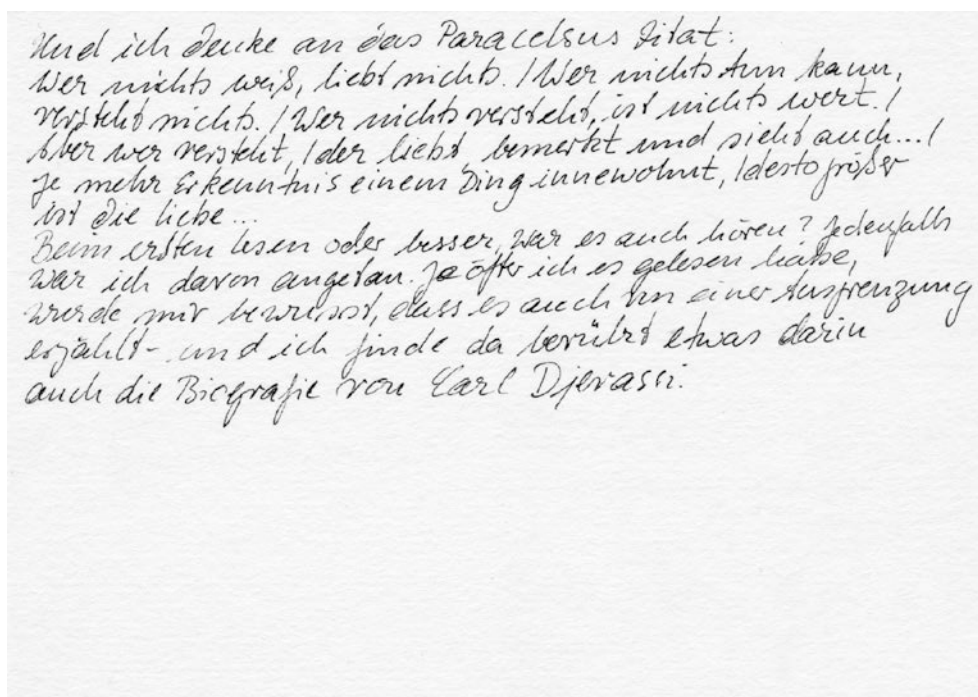 Und ich denke an das Paracelsus Zitat:
Wer nichts weiß, liebt nichts. / Wer nichts tun kann,
versteht nichts. / Wer nichts versteht, ist nichts wert. /
Aber wer versteht, / der liebt, bemerkt und sieht auch... /
Je mehr Erkenntnis einem Ding innewohnt, / desto größer
ist die Liebe...
Beim ersten Lesen oder besser, war es auch hören? Jedenfalls
war ich davon angetan. Je öfter ich es gelesen habe,
wurde mir bewusst, dass es auch von einer Ausgrenzung
erzählt - und ich finde da berührt etwas darin
auch die Biografie von Carl Djerassi.